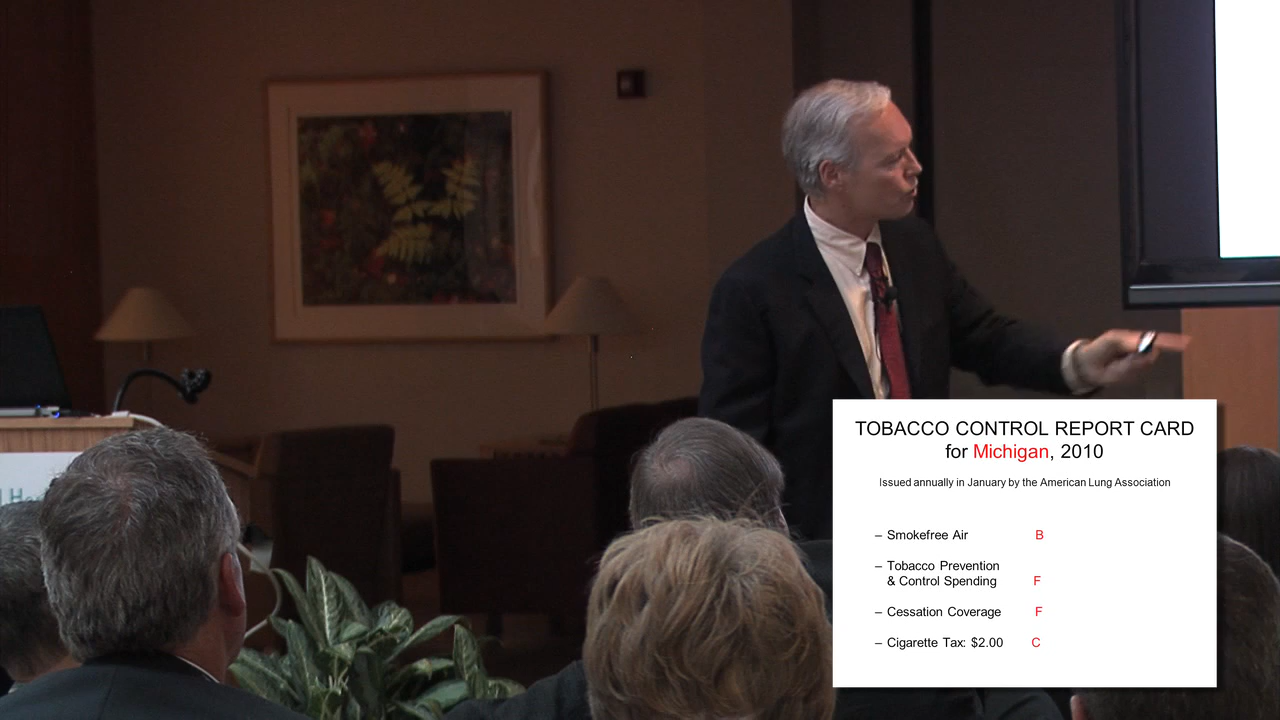 TOBACCO CONTROL REPORT CARD
for Michigan, 2010
Issued annually in January by the American Lung Association
– Smokefree Air B
– Tobacco Prevention
& Control Spending F
– Cessation Coverage F
– Cigarette Tax: $2.00 C